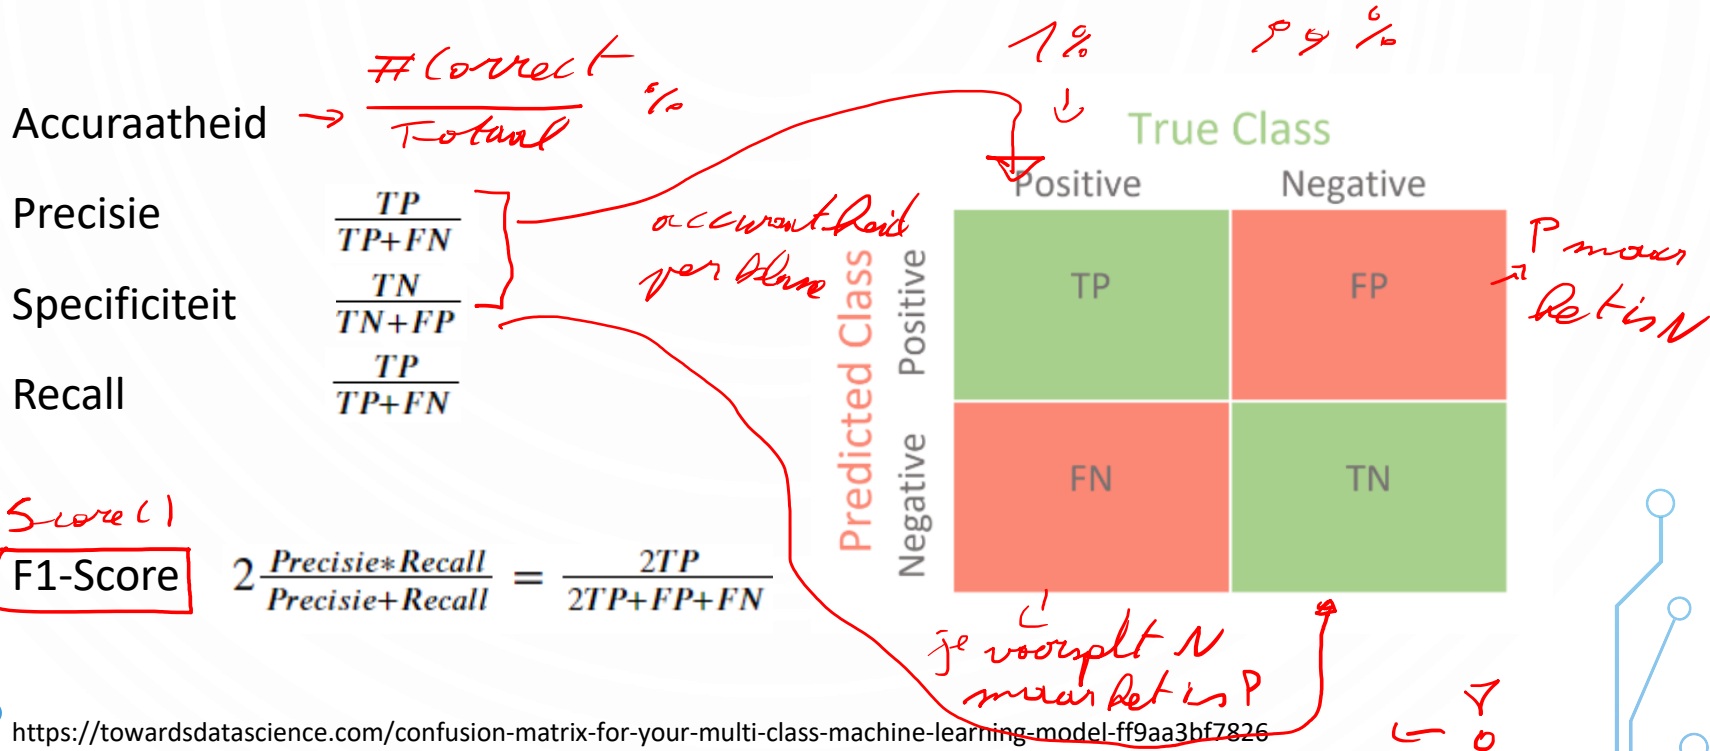 1% 99 %
Accuraatheid → #Correct / Totaal %
True Class
Positive Negative
Precisie TP / TP+FN
accuraatheid
per klasse
Specificiteit TN / TN+FP
Recall TP / TP+FN
Predicted Class
Positive
Negative
TP FP
P maar
het is N
FN TN
Score()
F1-Score 2 Precisie*Recall / Precisie+Recall = 2TP / 2TP+FP+FN
je voorspelt N
maar het is P
https://towardsdatascience.com/confusion-matrix-for-your-multi-class-machine-learning-model-ff9aa3bf7826